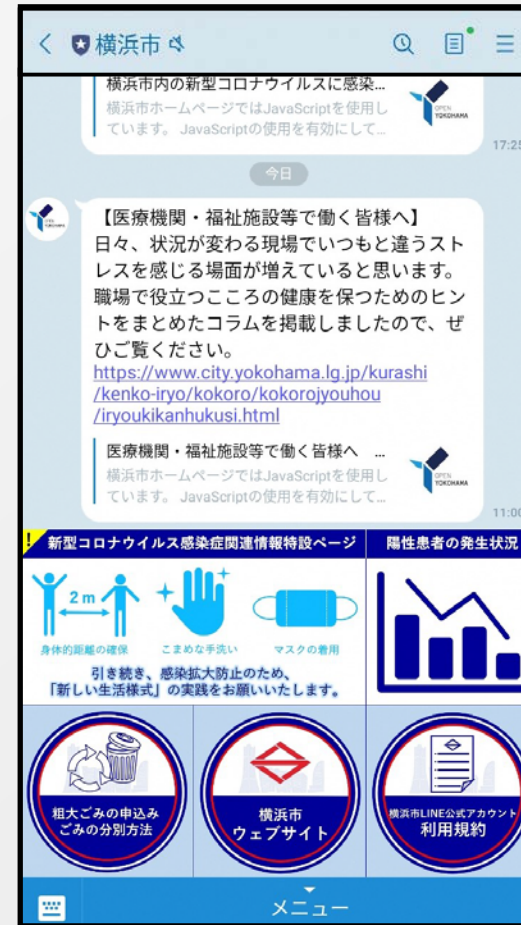 横浜市
横浜市内の新型コロナウイルスに感染...
横浜市ホームページではJavaScriptを使用し
ています。 JavaScriptの使用を有効にして...
OPEN
YOKOHAMA
17:25
今日
【医療機関・福祉施設等で働く皆様へ】
日々、状況が変わる現場でいつもと違うスト
レスを感じる場面が増えていると思います。
職場で役立つこころの健康を保つためのヒン
トをまとめたコラムを掲載しましたので、ぜ
ひご覧ください。
https://www.city.yokohama.lg.jp/kurashi
/kenko-iryo/kokoro/kokorojyouhou
/iryoukikanhukusi.html
医療機関・福祉施設等で働く皆様へ ...
横浜市ホームページではJavaScriptを使用し
ています。 JavaScriptの使用を有効にして...
OPEN
YOKOHAMA
11:00
! 新型コロナウイルス感染症関連情報特設ページ
陽性患者の発生状況
2m
身体的距離の確保
こまめな手洗い
マスクの着用
引き続き、感染拡大防止のため、
「新しい生活様式」の実践をお願いいたします。
粗大ごみの申込み
ごみの分別方法
横浜市
ウェブサイト
横浜市LINE公式アカウント
利用規約
メニュー